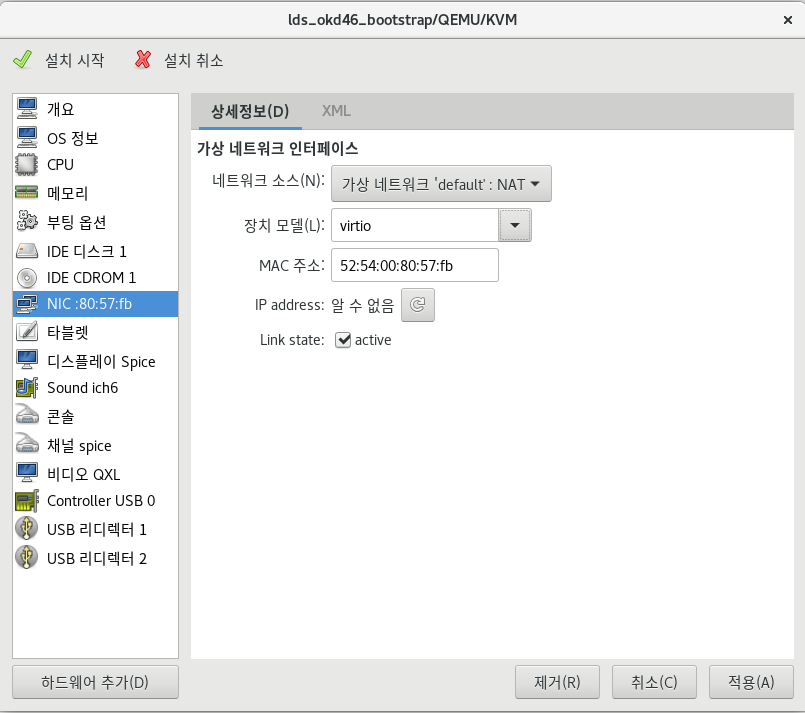 lds_okd46_bootstrap/QEMU/KVM
설치 시작 설치 취소
개요
OS 정보
CPU
메모리
부팅 옵션
IDE 디스크 1
IDE CDROM 1
NIC :80:57:fb
타블렛
디스플레이 Spice
Sound ich6
콘솔
채널 spice
비디오 QXL
Controller USB 0
USB 리디렉터 1
USB 리디렉터 2
하드웨어 추가(D)
상세정보(D) XML
가상 네트워크 인터페이스
네트워크 소스(N): 가상 네트워크 'default' : NAT
장치 모델(L): virtio
MAC 주소: 52:54:00:80:57:fb
IP address: 알 수 없음
Link state: active
제거(R) 취소(C) 적용(A)